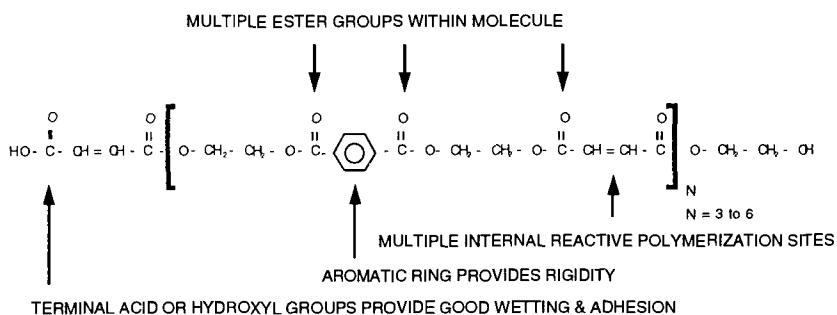 MULTIPLE ESTER GROUPS WITHIN MOLECULE
O O O O O O
HO- C- CH=CH- C O- CH2- CH2- O- C C- O- CH2- CH2- O- C- CH=CH- C O- CH2- CH2- CH
N
N = 3 to 6
MULTIPLE INTERNAL REACTIVE POLYMERIZATION SITES
AROMATIC RING PROVIDES RIGIDITY
TERMINAL ACID OR HYDROXYL GROUPS PROVIDE GOOD WETTING & ADHESION